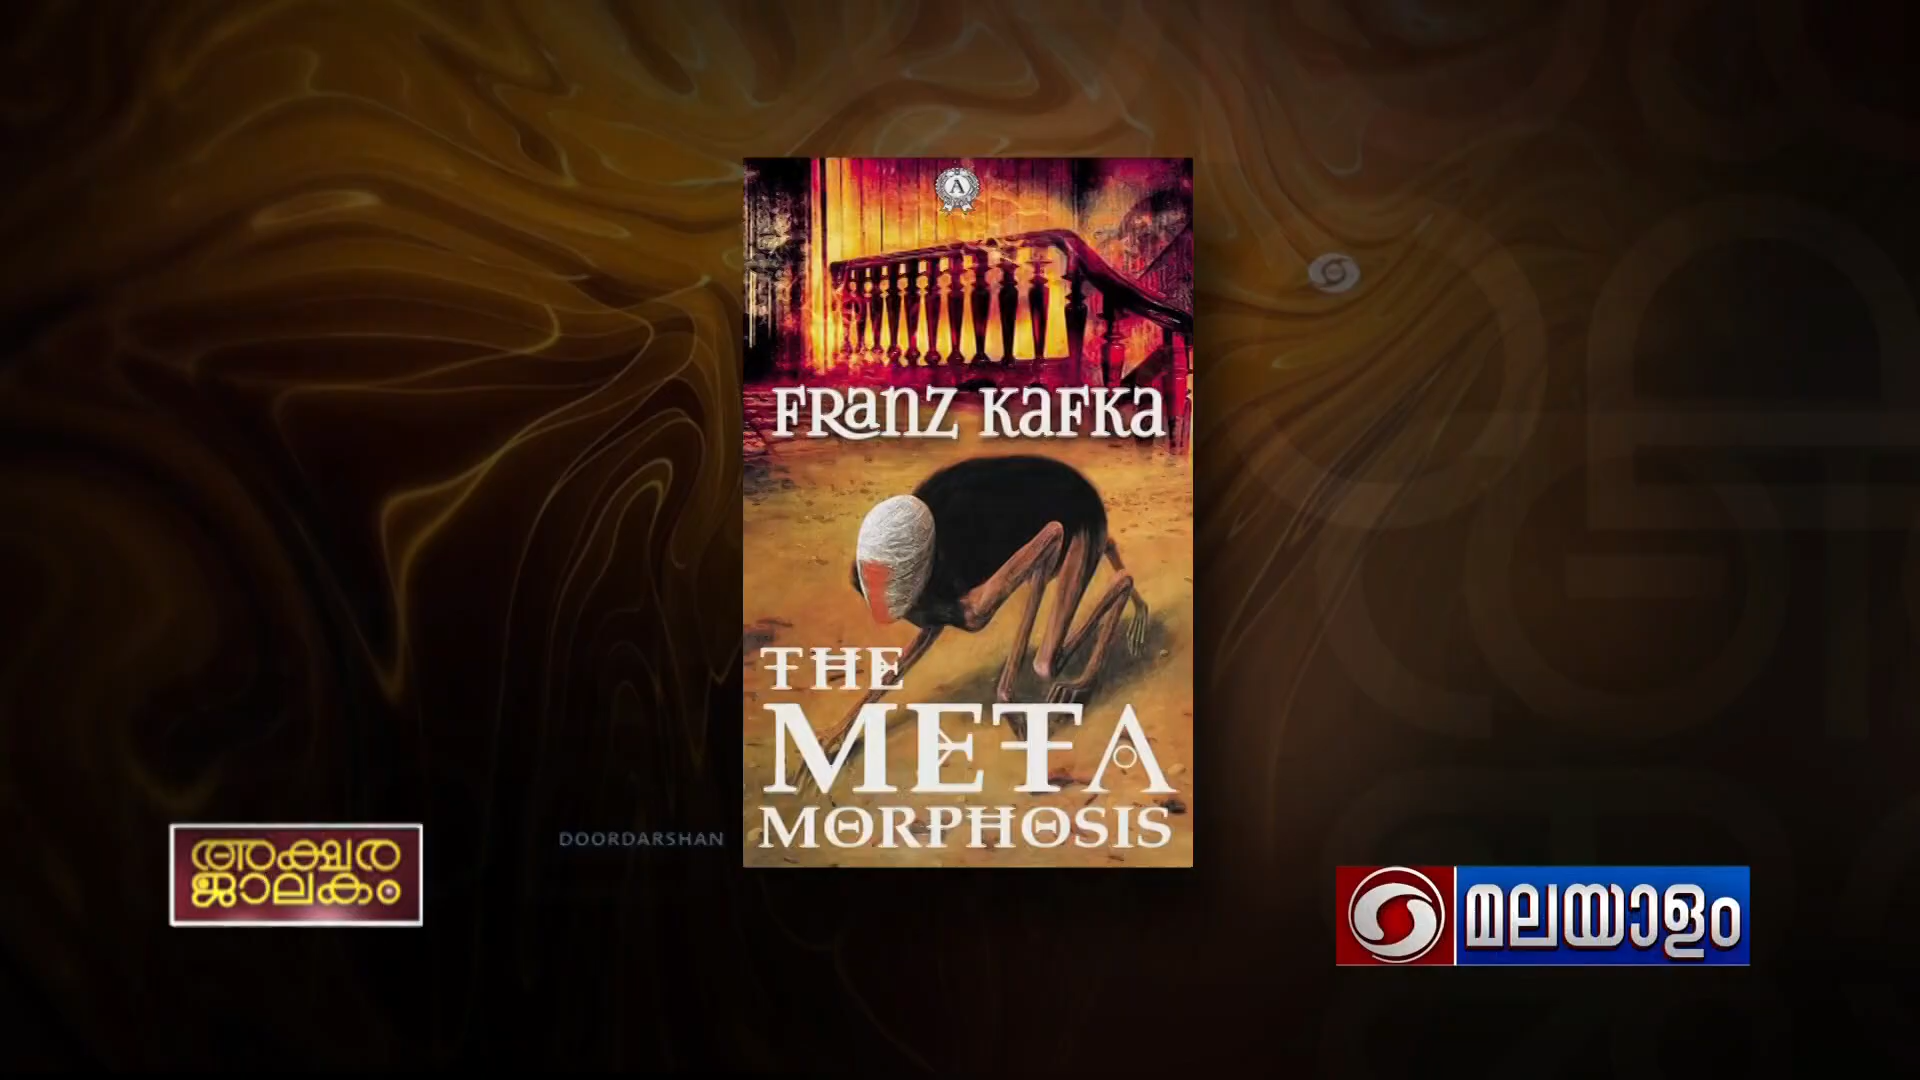 A
FRANZ KAFKA
THE
META
MORPHOSIS
അക്ഷര
ജാലകം
DOORDARSHAN
മലയാളം